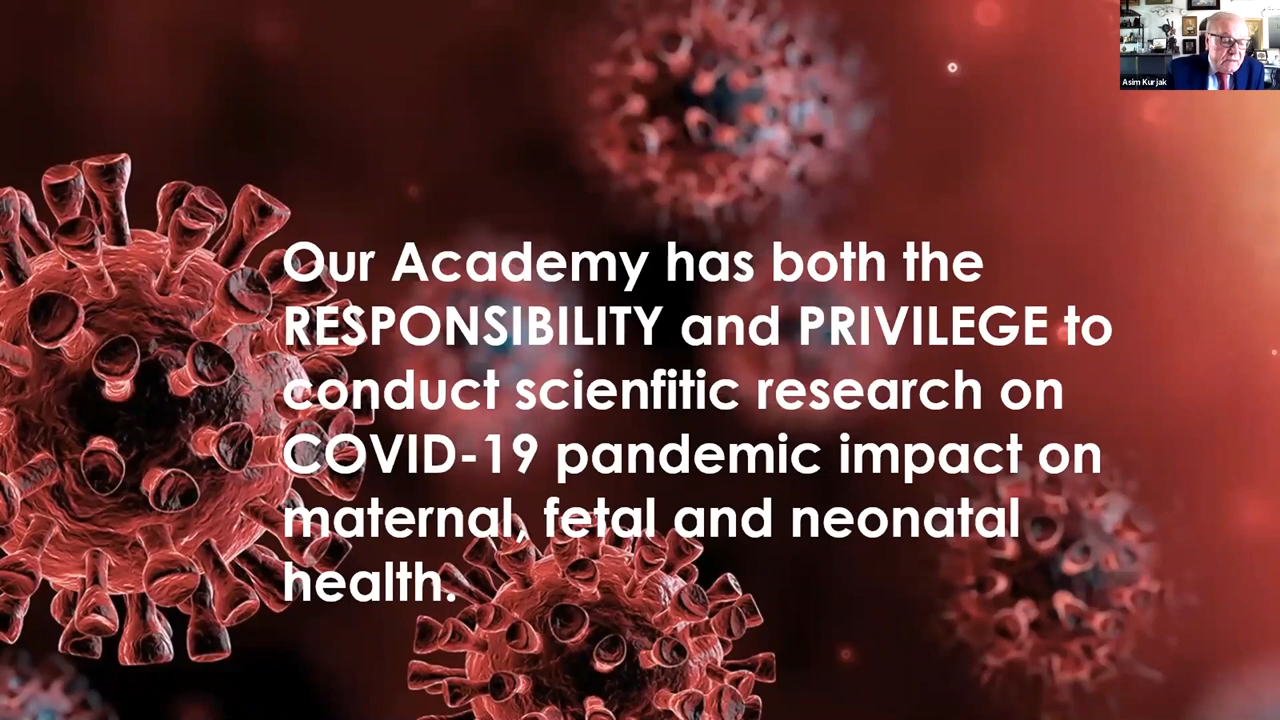 Asim Kurjak
Our Academy has both the
RESPONSIBILITY and PRIVILEGE to
conduct scienfitic research on
COVID-19 pandemic impact on
maternal, fetal and neonatal
health.